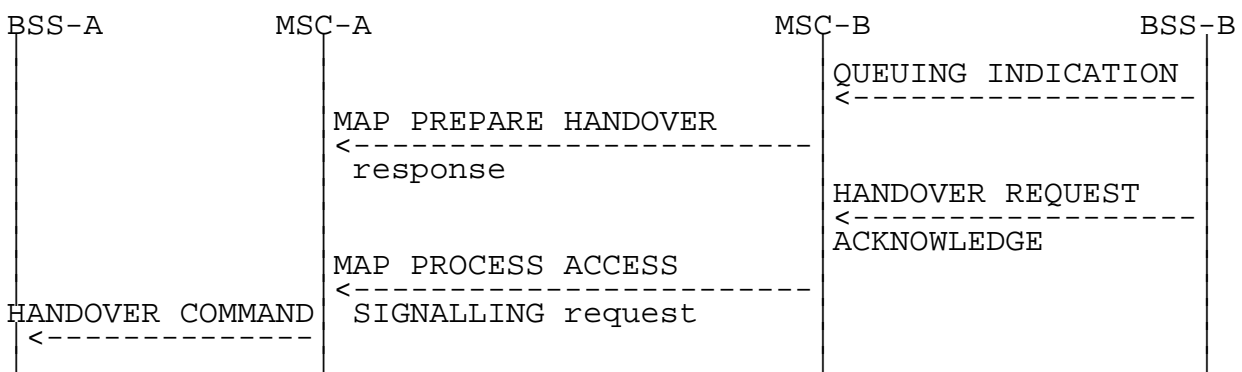 BSS-A MSC-A MSC-B BSS-B
QUEUING INDICATION
MAP PREPARE HANDOVER
response
HANDOVER REQUEST
ACKNOWLEDGE
MAP PROCESS ACCESS
HANDOVER COMMAND SIGNALLING request